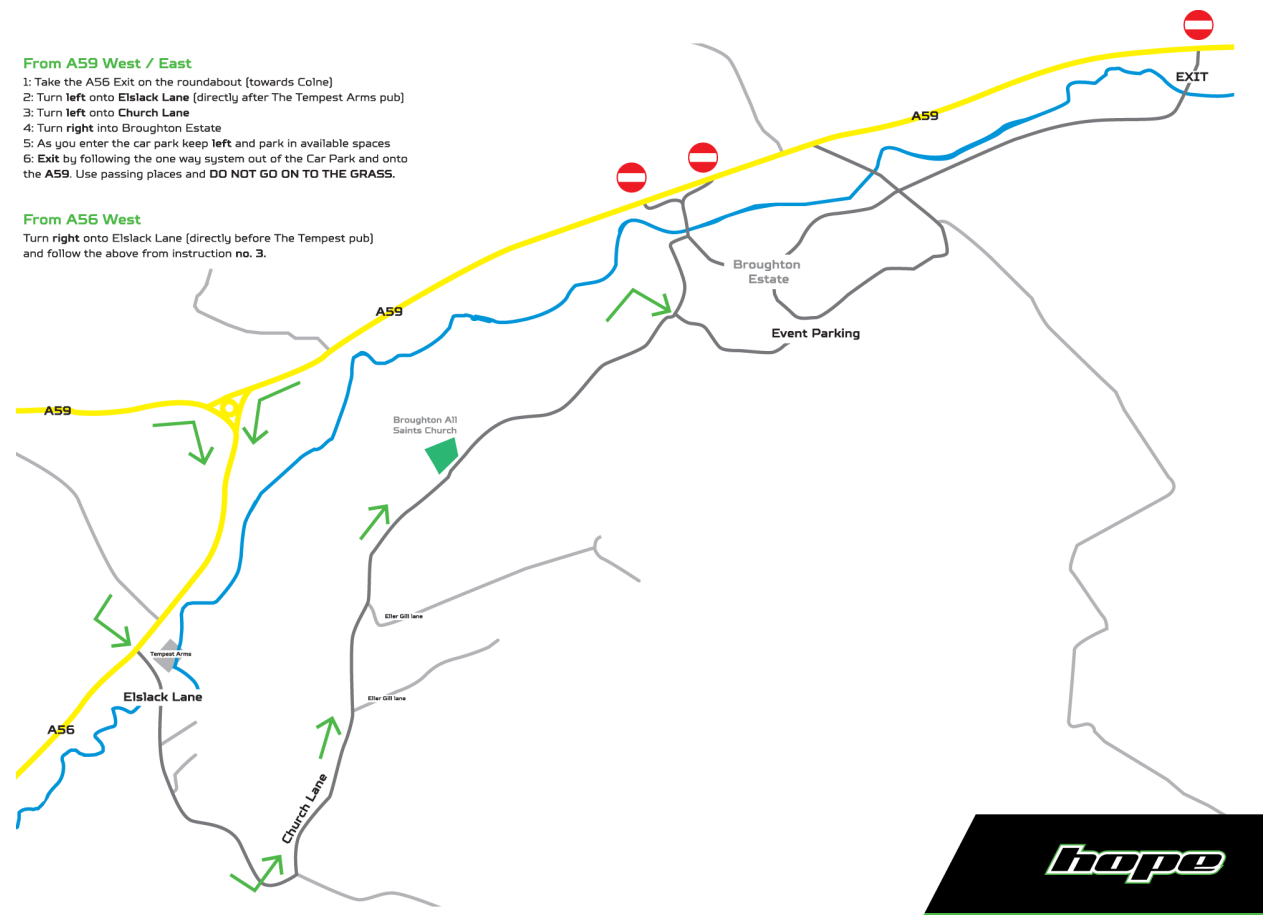 From A59 West / East
1: Take the A56 Exit on the roundabout (towards Colne)
2: Turn left onto Elslack Lane (directly after The Tempest Arms pub)
3: Turn left onto Church Lane
4: Turn right into Broughton Estate
5: As you enter the car park keep left and park in available spaces
6: Exit by following the one way system out of the Car Park and onto
the A59. Use passing places and DO NOT GO ON TO THE GRASS.
From A56 West
Turn right onto Elslack Lane (directly before The Tempest pub)
and follow the above from instruction no. 3.
EXIT
A59
Broughton
Estate
A59
Event Parking
A59
Broughton All
Saints Church
Eller Gill lane
Tempest Arms
Elslack Lane
Eller Gill lane
A56
Church Lane
hope